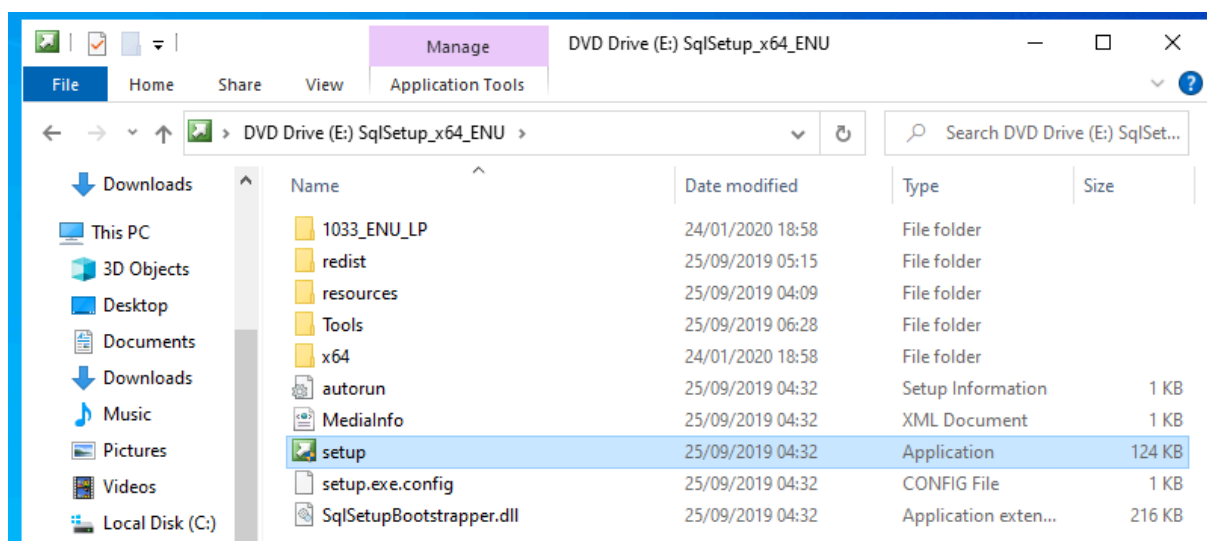 Manage DVD Drive (E:) SqlSetup_x64_ENU
File Home Share View Application Tools
DVD Drive (E:) SqlSetup_x64_ENU Search DVD Drive (E:) SqlSet...
Downloads Name Date modified Type Size
This PC 1033_ENU_LP 24/01/2020 18:58 File folder
3D Objects redist 25/09/2019 05:15 File folder
Desktop resources 25/09/2019 04:09 File folder
Documents Tools 25/09/2019 06:28 File folder
x64 24/01/2020 18:58 File folder
Downloads autorun 25/09/2019 04:32 Setup Information 1 KB
Music MediaInfo 25/09/2019 04:32 XML Document 1 KB
Pictures setup 25/09/2019 04:32 Application 124 KB
Videos setup.exe.config 25/09/2019 04:32 CONFIG File 1 KB
Local Disk (C:) SqlSetupBootstrapper.dll 25/09/2019 04:32 Application exten... 216 KB